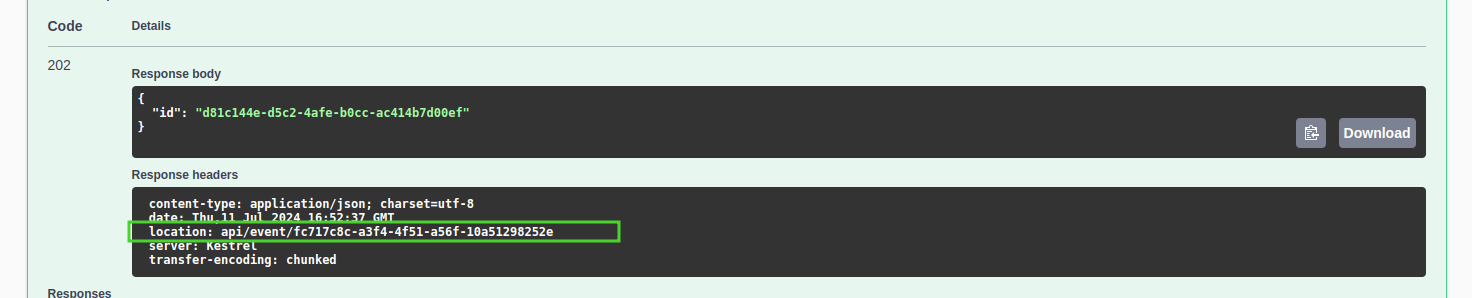 Code Details
202
Response body
{
"id": "d81c144e-d5c2-4afe-b0cc-ac414b7d00ef"
}
Download
Response headers
content-type: application/json; charset=utf-8
date: Thu,11 Jul 2024 16:52:37 GMT
location: api/event/fc717c8c-a3f4-4f51-a56f-10a51298252e
server: Kestrel
transfer-encoding: chunked
Responses